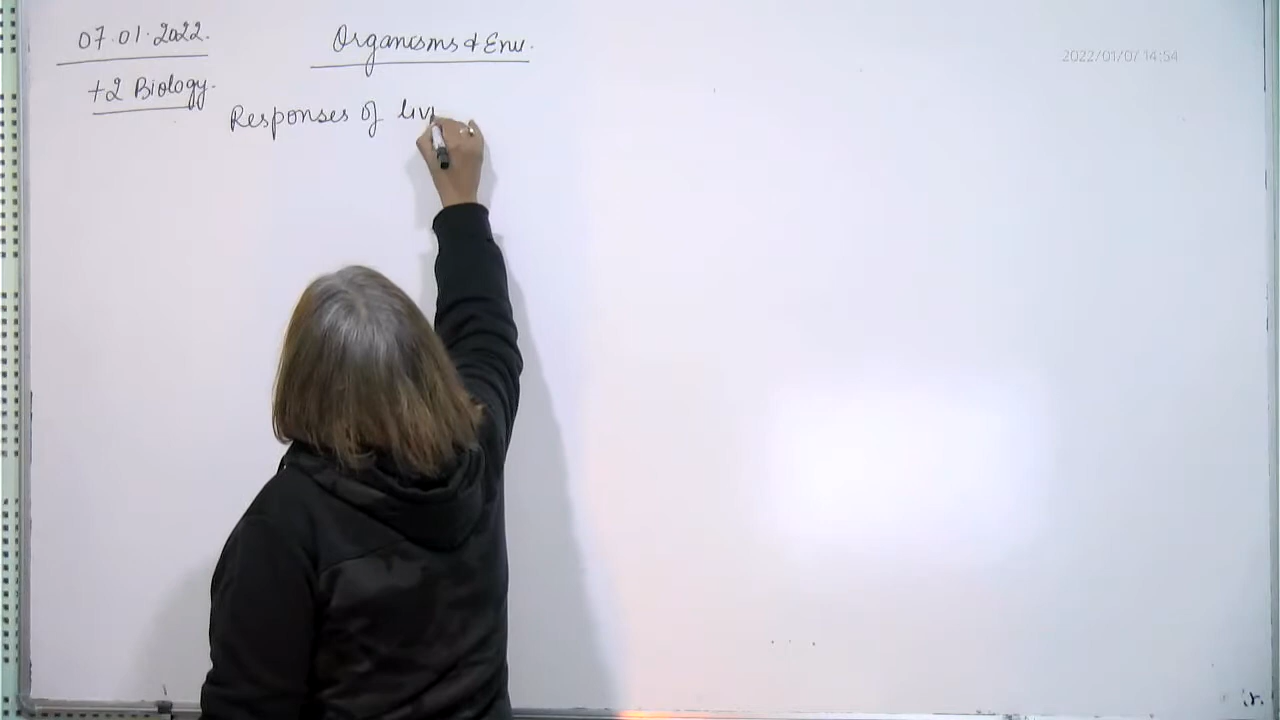 07.01.2022.
Organisms & Env.
2022/01/07 14:54
+2 Biology.
Responses of liv